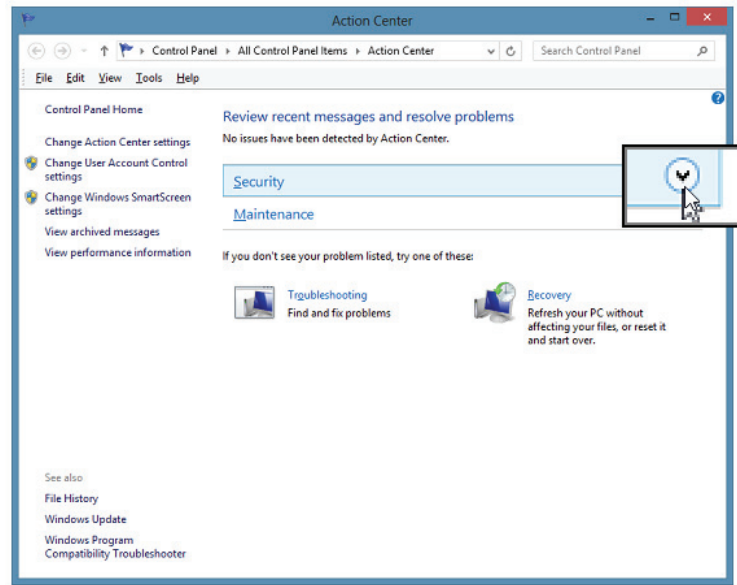 Action Center
Control Panel All Control Panel Items Action Center Search Control Panel
File Edit View Tools Help
Control Panel Home
Change Action Center settings
Change User Account Control
settings
Change Windows SmartScreen
settings
View archived messages
View performance information
Review recent messages and resolve problems
No issues have been detected by Action Center.
Security
Maintenance
If you don't see your problem listed, try one of these:
Troubleshooting
Find and fix problems
Recovery
Refresh your PC without
affecting your files, or reset it
and start over.
See also
File History
Windows Update
Windows Program
Compatibility Troubleshooter